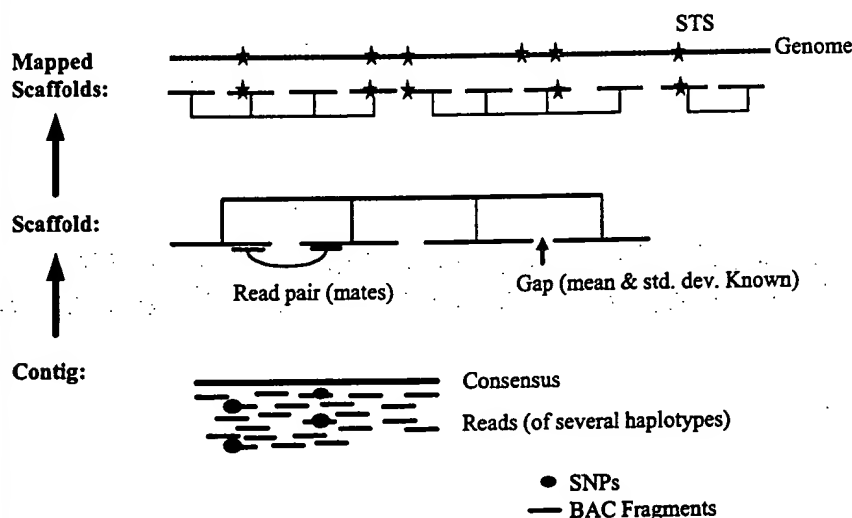 STS
Genome
Mapped
Scaffolds:
Scaffold:
Read pair (mates)
Gap (mean & std. dev. Known)
Contig:
Consensus
Reads (of several haplotypes)
SNPs
BAC Fragments